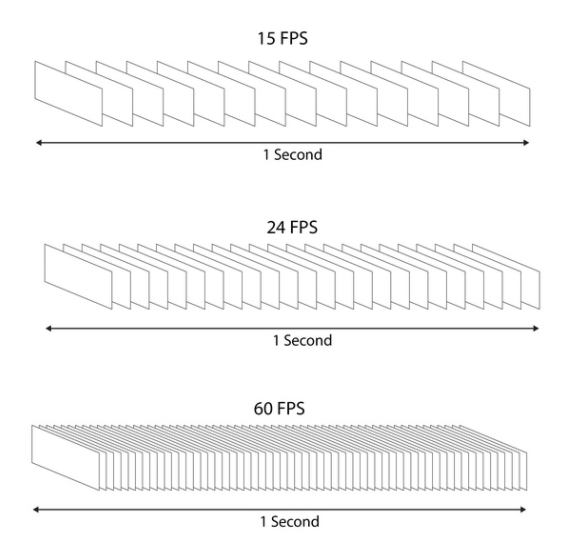 15 FPS
1 Second
24 FPS
1 Second
60 FPS
1 Second